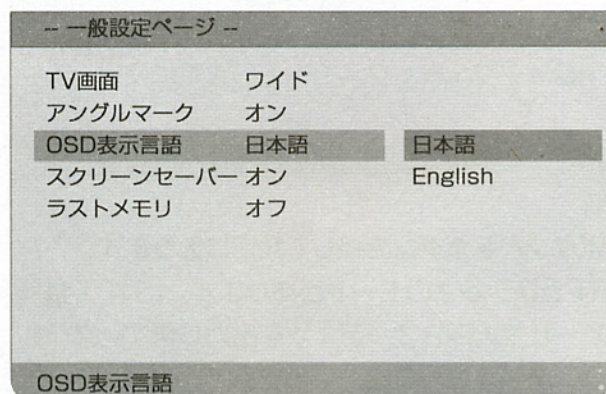 -- 一般設定ページ --
TV画面 ワイド
アングルマーク オン
OSD表示言語 日本語 日本語
スクリーンセーバー オン English
ラストメモリ オフ
OSD表示言語